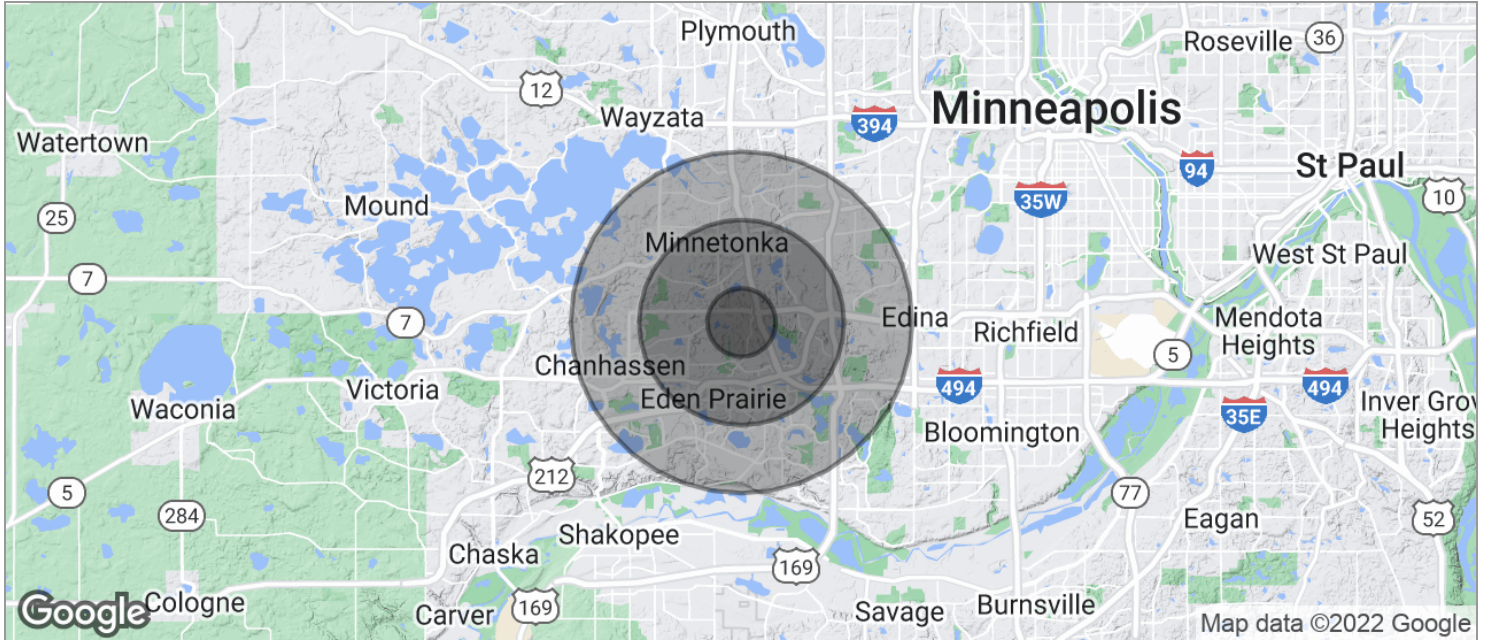 Plymouth
Roseville
36
12
Minneapolis
Wayzata
394
Watertown
94
St Paul
10
35W
Mound
25
Minnetonka
West St Paul
7
7
Edina
Richfield
Mendota
Heights
5
Chanhassen
Victoria
Eden Prairie
494
494
Waconia
35E
Inver Grov
Heights
Bloomington
212
5
77
284
Eagan
52
Shakopee
Chaska
169
Google
Cologne
Carver
169
Savage
Burnsville
Map data ©2022 Google